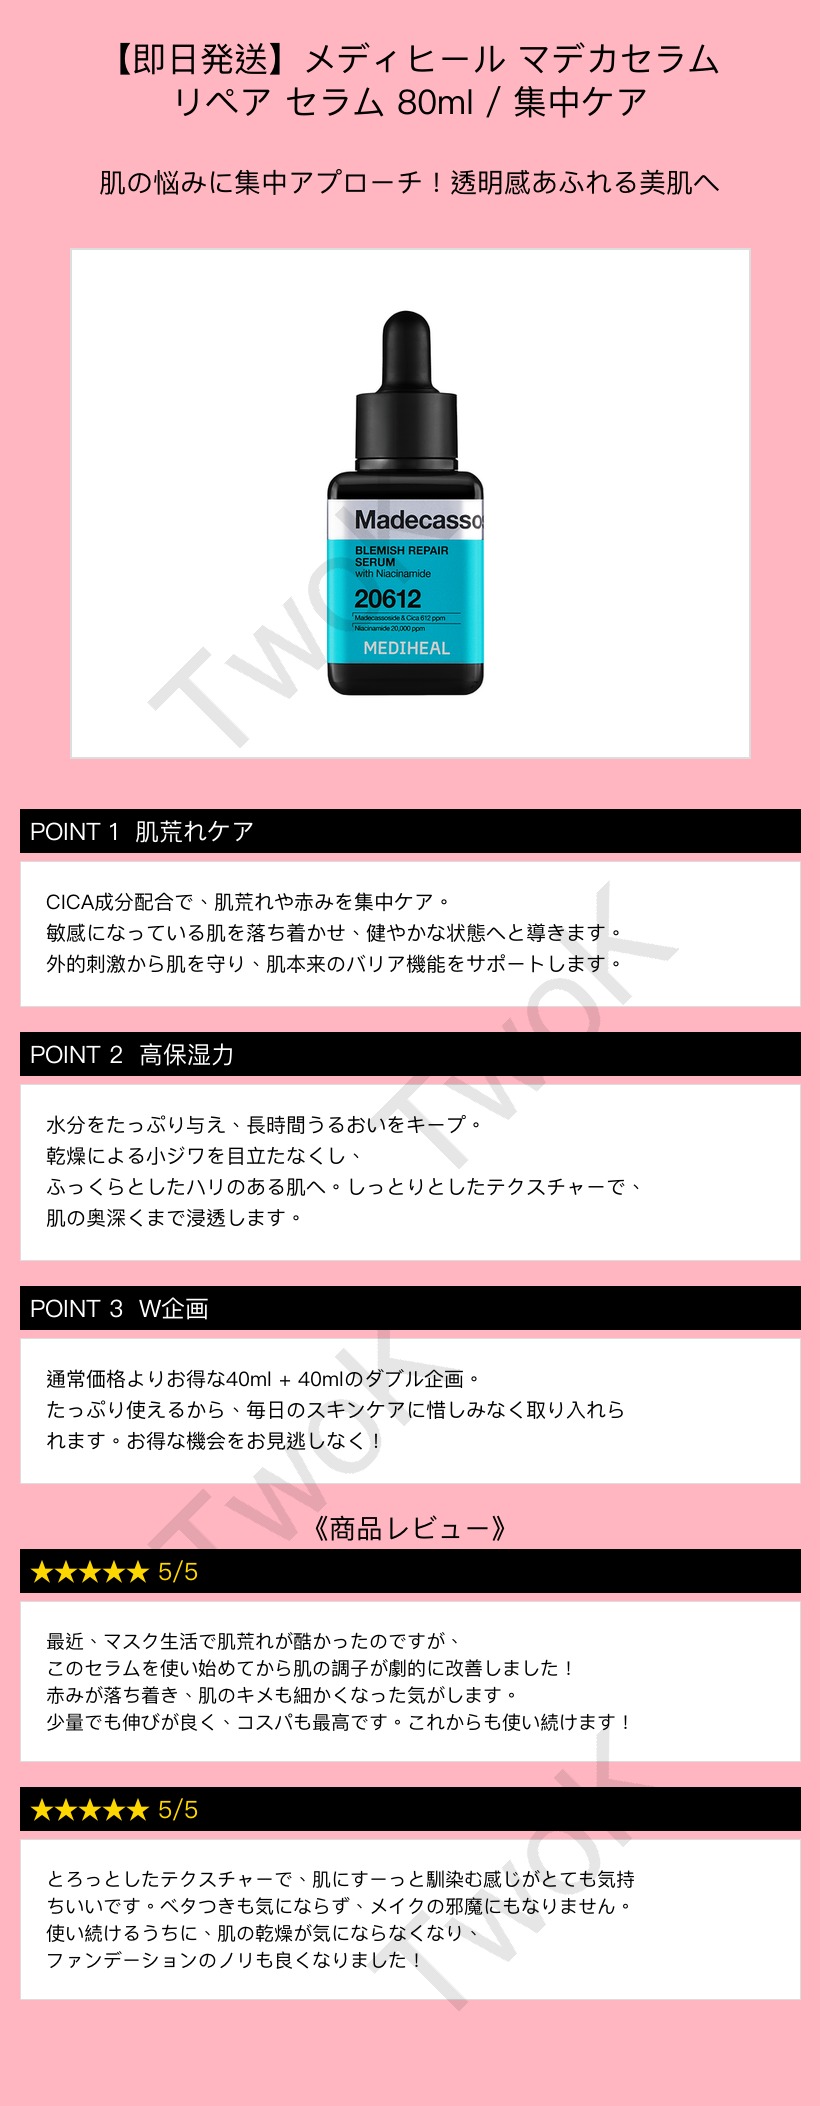 【即日発送】メディヒール マデカセラム
リペア セラム 80ml / 集中ケア
肌の悩みに集中アプローチ！透明感あふれる美肌へ
Madecassos
BLEMISH REPAIR
SERUM
with Niacinamide
20612
Madecassoside & Cica 612 ppm
Niacinamide 20,000 ppm
MEDIHEAL
TwoK
POINT 1 肌荒れケア
CICA成分配合で、肌荒れや赤みを集中ケア。
敏感になっている肌を落ち着かせ、健やかな状態へと導きます。
外的刺激から肌を守り、肌本来のバリア機能をサポートします。
TwoK
POINT 2 高保湿力
水分をたっぷり与え、長時間うるおいをキープ。
乾燥による小ジワを目立たなくし、
ふっくらとしたハリのある肌へ。しっとりとしたテクスチャーで、
肌の奥深くまで浸透します。
POINT 3 W企画
通常価格よりお得な40ml + 40mlのダブル企画。
たっぷり使えるから、毎日のスキンケアに惜しみなく取り入れら
れます。お得な機会をお見逃しなく！
TwoK
《商品レビュー》
★★★★★ 5/5
最近、マスク生活で肌荒れが酷かったのですが、
このセラムを使い始めてから肌の調子が劇的に改善しました！
赤みが落ち着き、肌のキメも細かくなった気がします。
少量でも伸びが良く、コスパも最高です。これからも使い続けます！
★★★★★ 5/5
とろっとしたテクスチャーで、肌にすーっと馴染む感じがとても気持
ちいいです。ベタつきも気にならず、メイクの邪魔にもなりません。
使い続けるうちに、肌の乾燥が気にならなくなり、
ファンデーションのノリも良くなりました！
TwoK